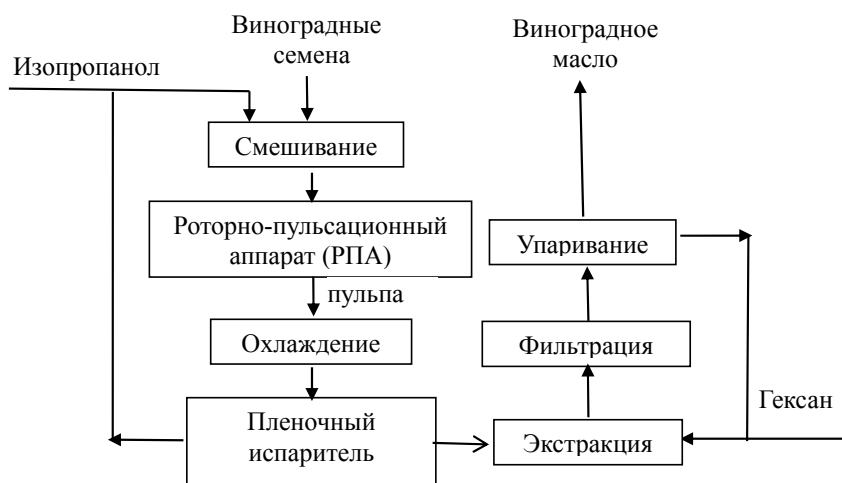 Виноградные
семена
Виноградное
масло
Изопропанол
Смешивание
Роторно-пульсационный
аппарат (РПА)
Упаривание
пульпа
Охлаждение
Фильтрация
Гексан
Пленочный
испаритель
Экстракция